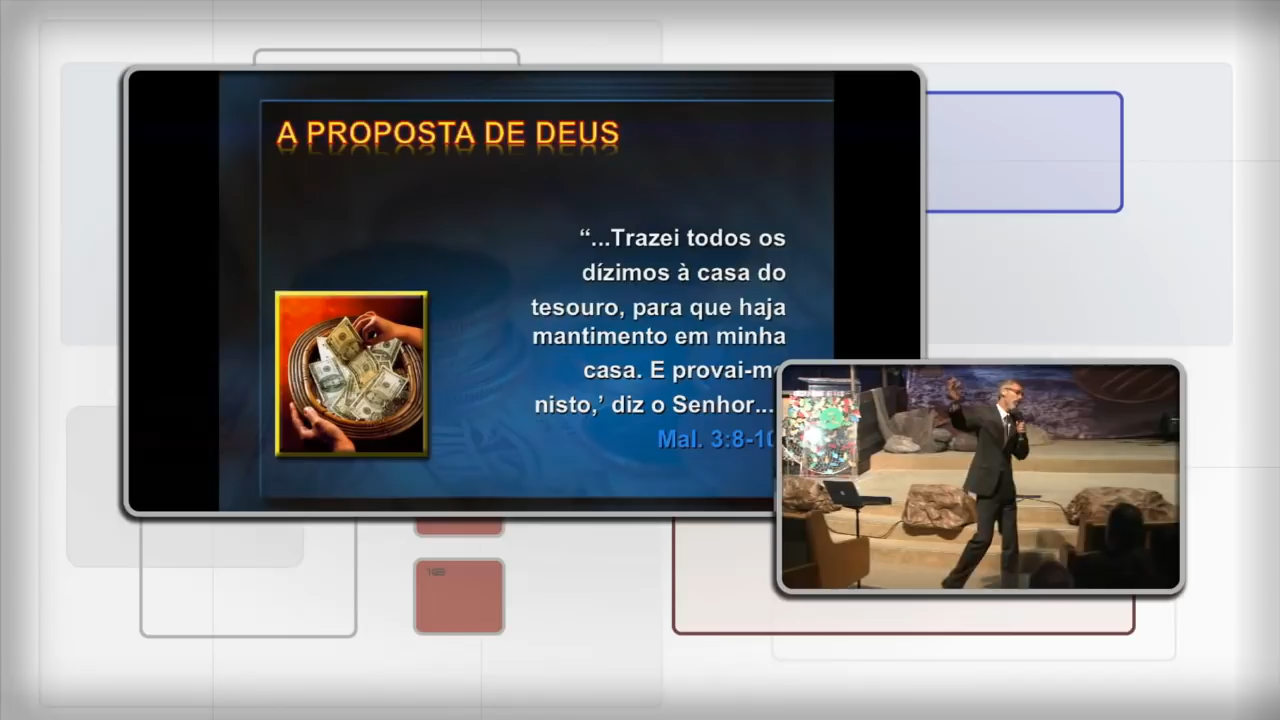 A PROPOSTA DE DEUS
“...Trazei todos os
dízimos à casa do
tesouro, para que haja
mantimento em minha
casa. E provai-me
nisto,’ diz o Senhor...
Mal. 3:8-10